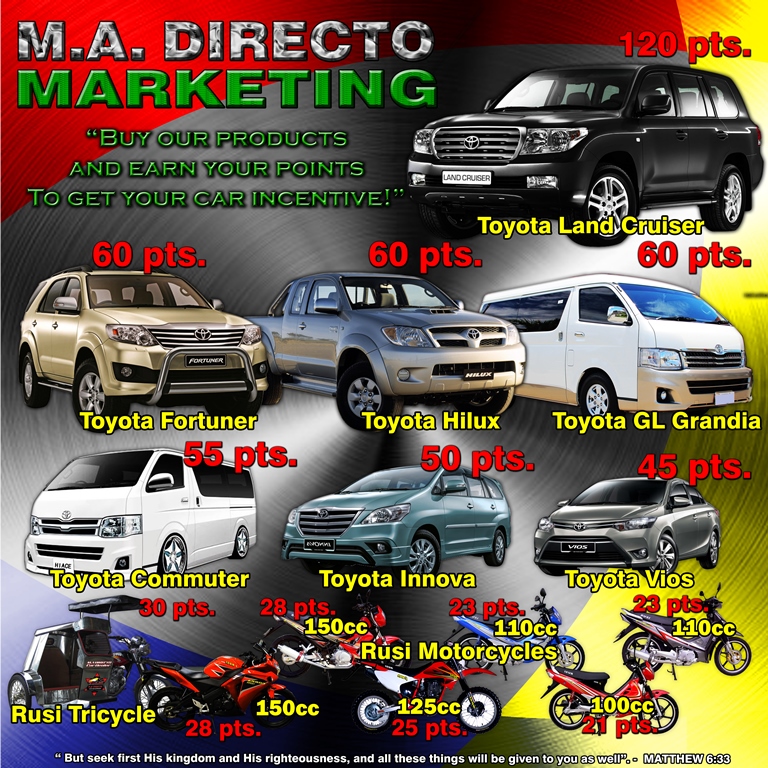 M.A. DIRECTO
MARKETING
120 pts.
“BUY OUR PRODUCTS
AND EARN YOUR POINTS
TO GET YOUR CAR INCENTIVE!”
LAND CRUISER
Toyota Land Cruiser
60 pts. 60 pts. 60 pts.
FORTUNER
HILUX
Toyota Fortuner Toyota Hilux Toyota GL Grandia
55 pts. 50 pts. 45 pts.
INNOVA
VIOS
HIACE
Toyota Commuter Toyota Innova Toyota Vios
30 pts. 28 pts. 23 pts. 23 pts.
150cc 110cc 110cc
Rusi Motorcycles
Rusi Tricycle 150cc 125cc 100cc
28 pts. 25 pts. 21 pts.
“ But seek first His kingdom and His righteousness, and all these things will be given to you as well”. - MATTHEW 6:33